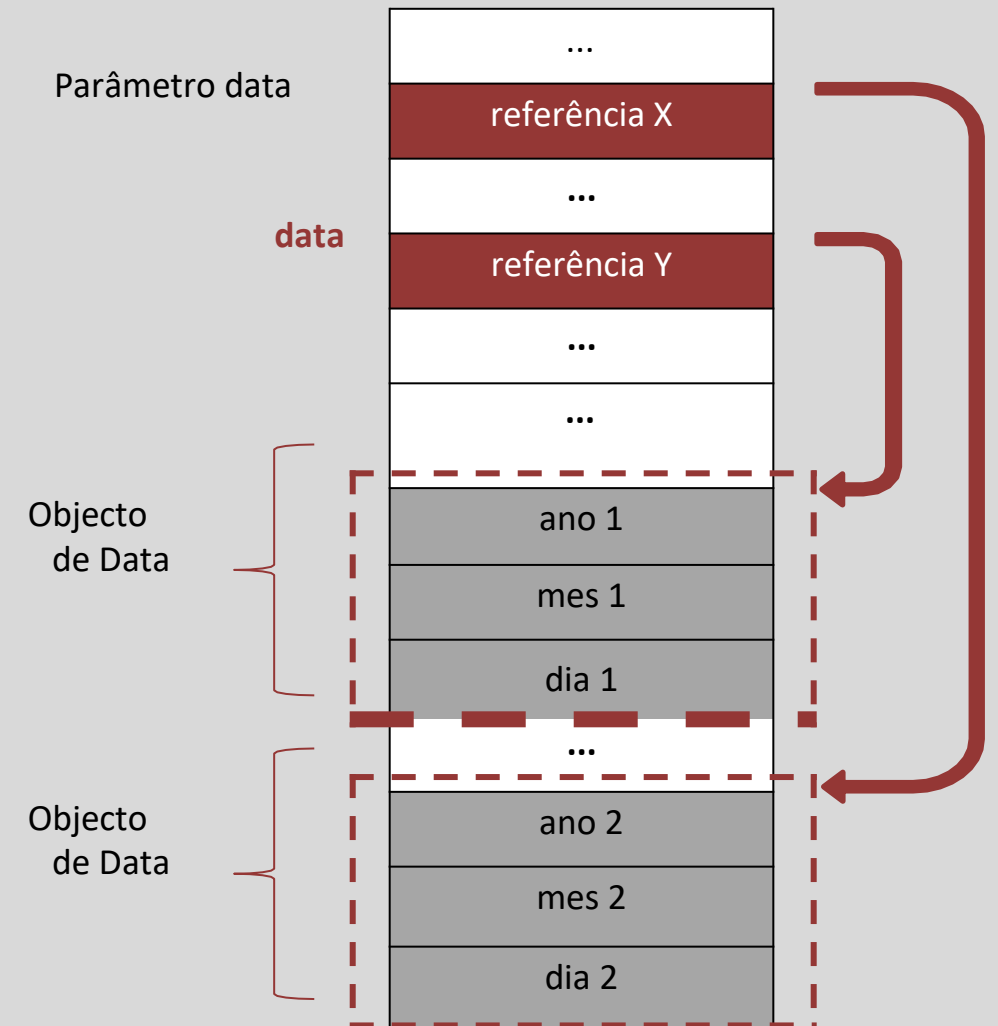 ...
Parâmetro data
referência X
...
data
referência Y
...
...
Objecto
de Data
ano 1
mes 1
dia 1
...
Objecto
de Data
ano 2
mes 2
dia 2